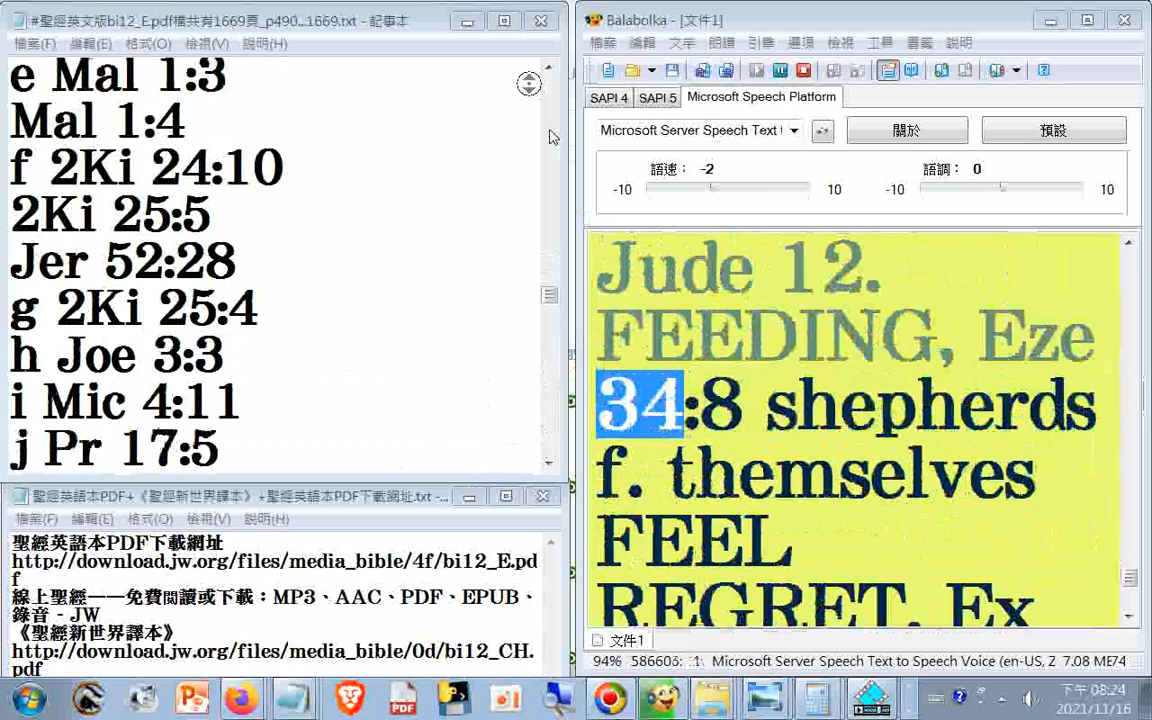 #聖經英文版bi12_E.pdf檔共有1669頁_p490...1669.txt - 記事本
檔案(F) 編輯(E) 格式(O) 檢視(V) 說明(H)
e Mal 1:3
Mal 1:4
f 2Ki 24:10
2Ki 25:5
Jer 52:28
g 2Ki 25:4
h Joe 3:3
i Mic 4:11
j Pr 17:5
聖經英語本PDF+《聖經新世界譯本》+聖經英語本PDF下載網址.txt - ...
檔案(F) 編輯(E) 格式(O) 檢視(V) 說明(H)
聖經英語本PDF下載網址
http://download.jw.org/files/media_bible/4f/bi12_E.pd
f
線上聖經——免費閱讀或下載：MP3、AAC、PDF、EPUB、
錄音 - JW
《聖經新世界譯本》
http://download.jw.org/files/media_bible/0d/bi12_CH.
pdf
Balabolka - [文件1]
檔案 編輯 文字 朗讀 引擎 選項 檢視 工具 書籤 說明
SAPI 4 SAPI 5 Microsoft Speech Platform
Microsoft Server Speech Text 關於 預設
語速： -2 語調： 0
-10 10 -10 10
Jude 12.
FEEDING, Eze
34:8 shepherds
f. themselves
FEEL
REGRET, Ex
文件1
94% 586603: Microsoft Server Speech Text to Speech Voice (en-US, Z 7.08 ME74
PDF
下午 08:24
2021/11/16